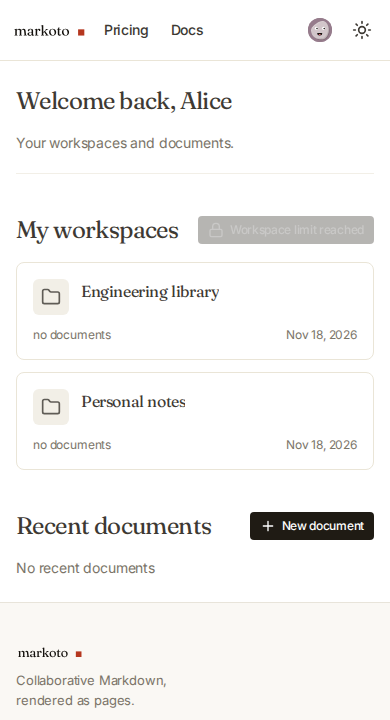 markoto
Pricing
Docs
Welcome back, Alice
Your workspaces and documents.
My workspaces
Workspace limit reached
Engineering library
no documents
Nov 18, 2026
Personal notes
no documents
Nov 18, 2026
Recent documents
New document
No recent documents
markoto
Collaborative Markdown,
rendered as pages.